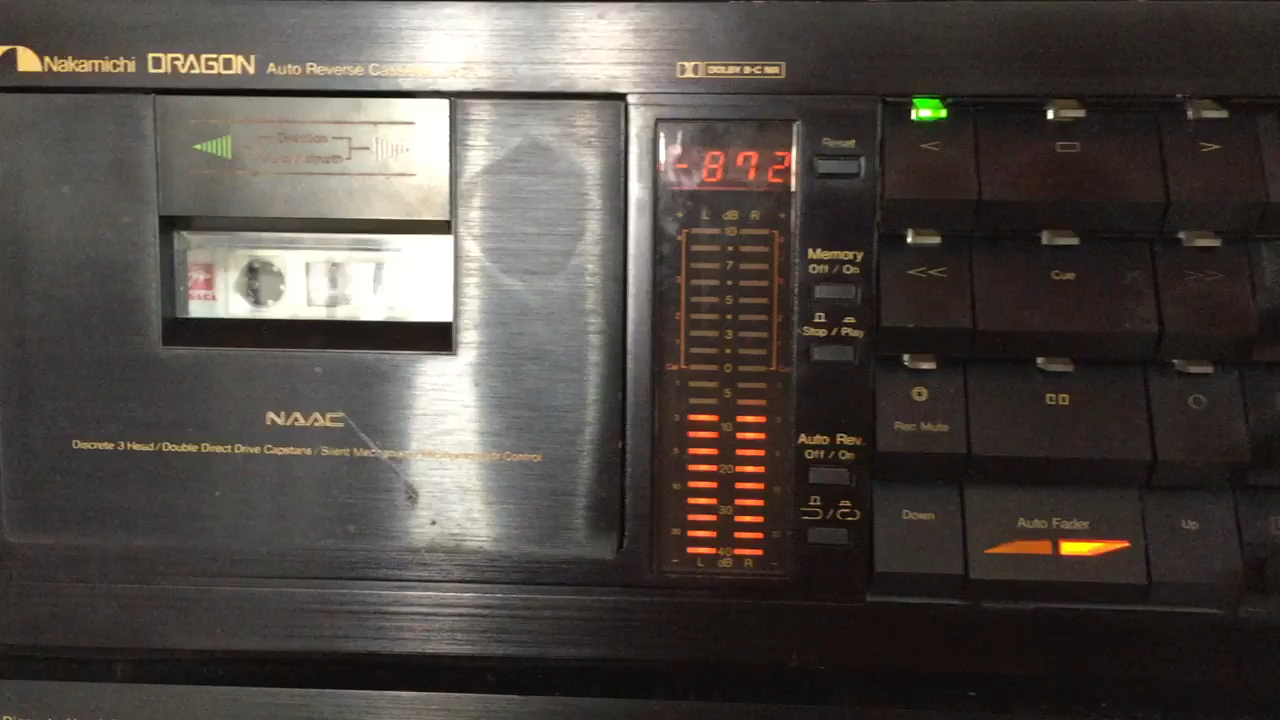 Nakamichi DRAGON Auto Reverse
DOLBY B-C NR
Direction
NAAC
Discrete 3 Head / Double Direct Drive Capstans / Silent Control
-872
+ L dB R +
10
7
5
3
0
5
10
20
30
40
- L dB R -
Reset
Memory
Off / On
Stop / Play
Auto Rev.
Off / On
<
>
<<
Cue
>>
Rec Mute
Down
Auto Fader
Up